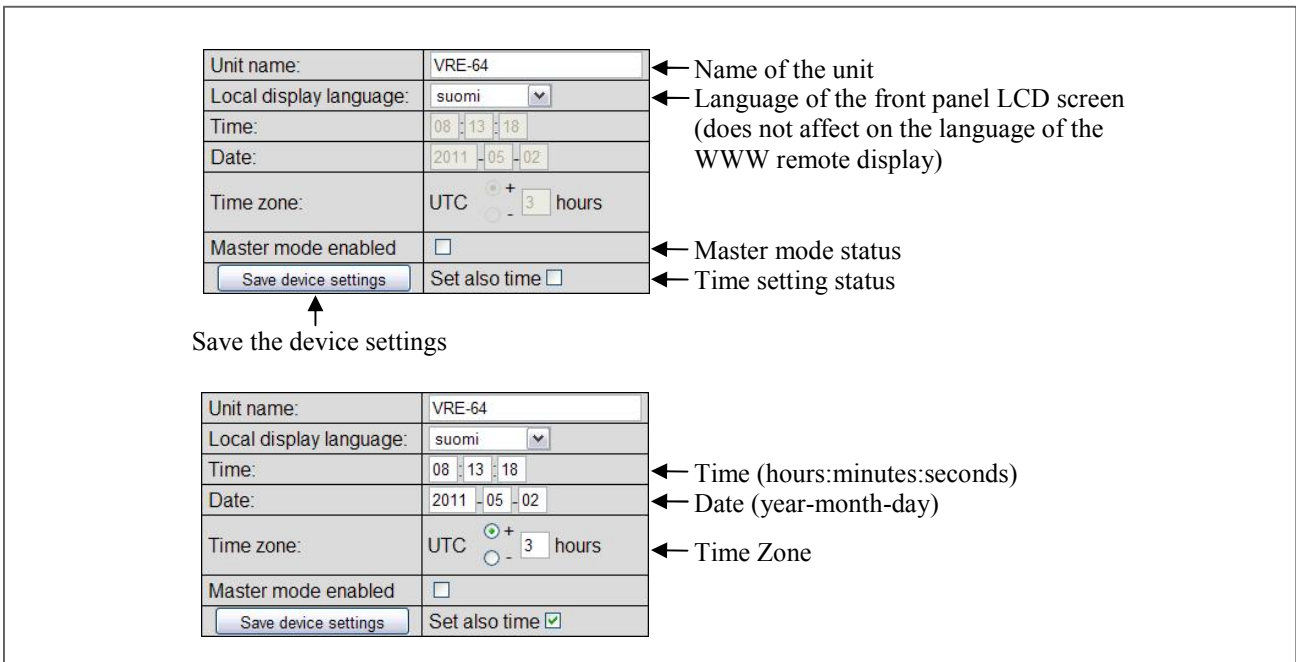 Unit name: VRE-64 Name of the unit
Local display language: suomi Language of the front panel LCD screen
(does not affect on the language of the
WWW remote display)
Time: 08 : 13 : 18
Date: 2011 - 05 - 02
Time zone: UTC + - 3 hours
Master mode enabled Master mode status
Save device settings Set also time Time setting status
Save the device settings
Unit name: VRE-64
Local display language: suomi
Time: 08 : 13 : 18 Time (hours:minutes:seconds)
Date: 2011 - 05 - 02 Date (year-month-day)
Time zone: UTC + - 3 hours Time Zone
Master mode enabled
Save device settings Set also time